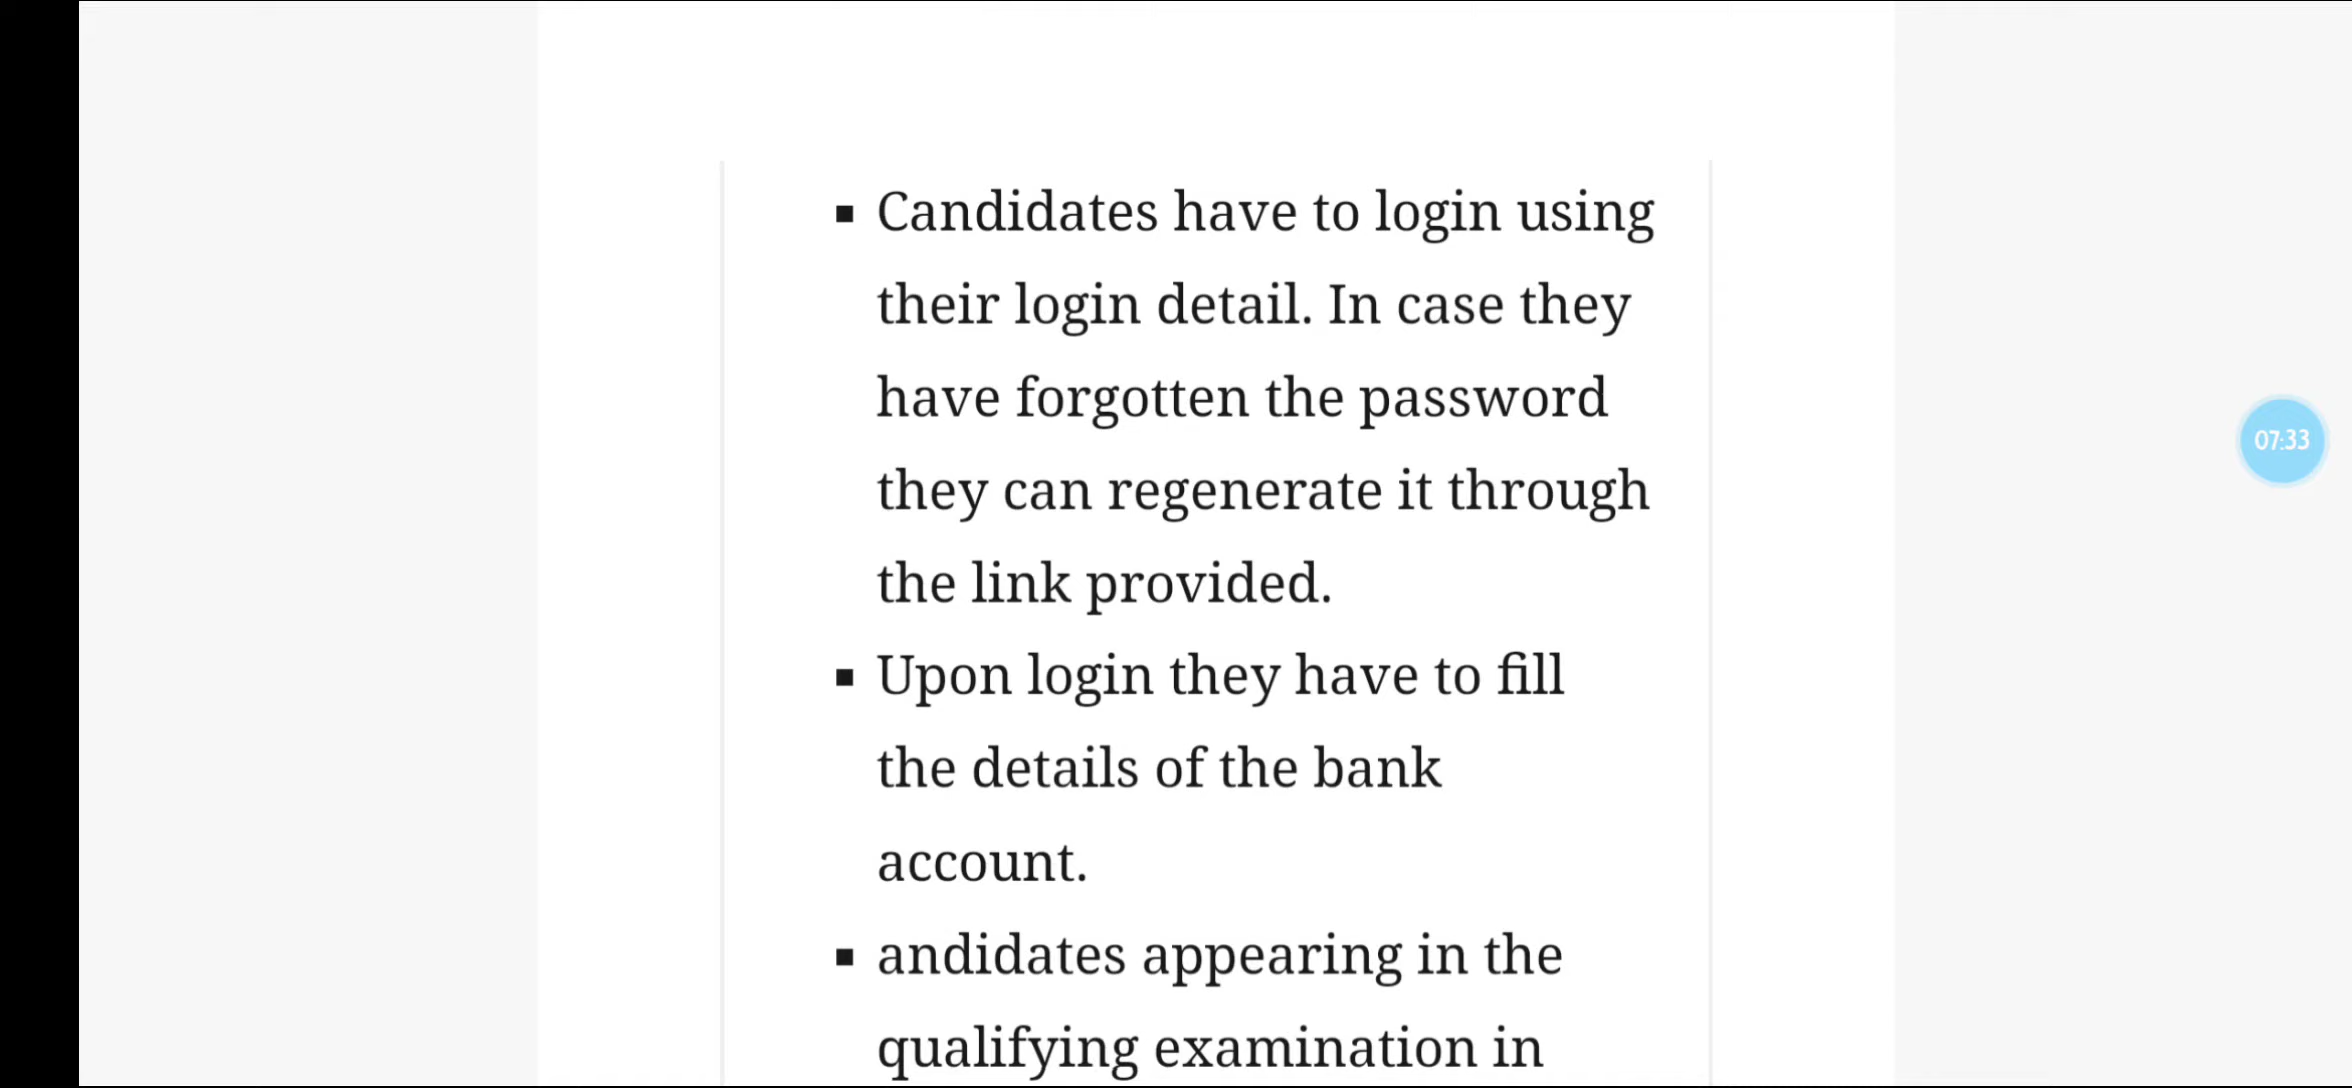 ▪ Candidates have to login using
their login detail. In case they
have forgotten the password
they can regenerate it through
the link provided.
▪ Upon login they have to fill
the details of the bank
account.
▪ andidates appearing in the
qualifying examination in
07:33